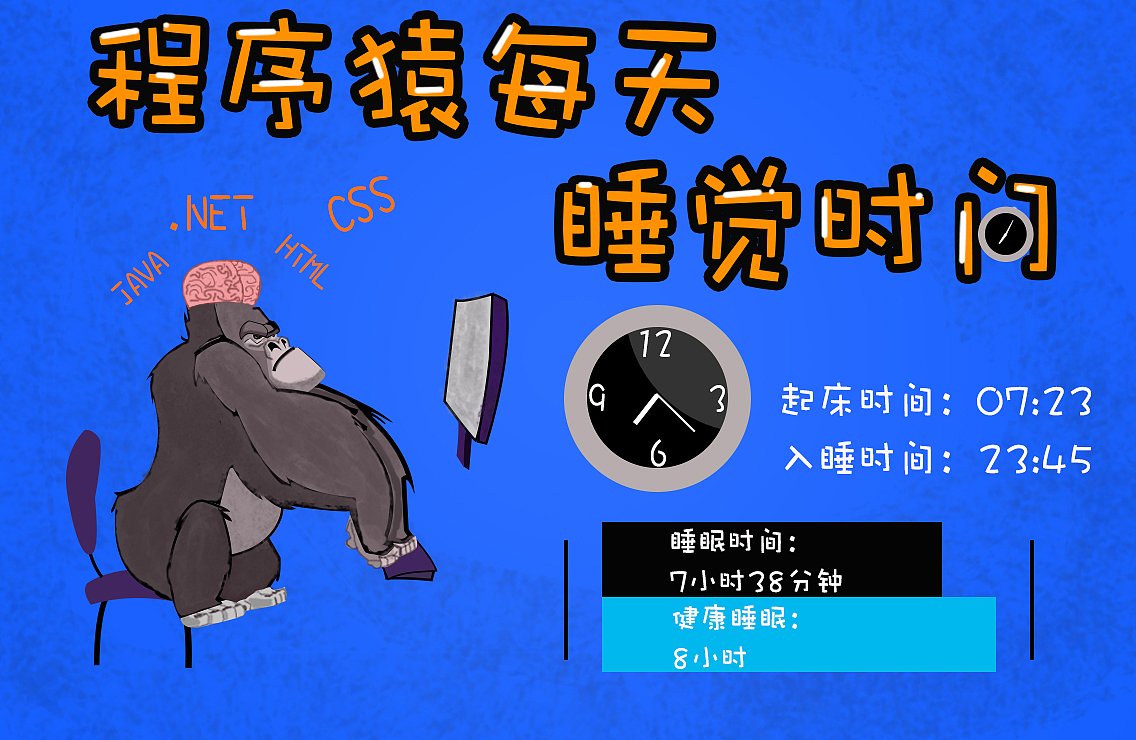 程序猿每天
睡觉时间
.NET
CSS
JAVA
HTML
12
9
3
6
起床时间：07:23
入睡时间：23:45
睡眠时间：
7小时38分钟
健康睡眠：
8小时